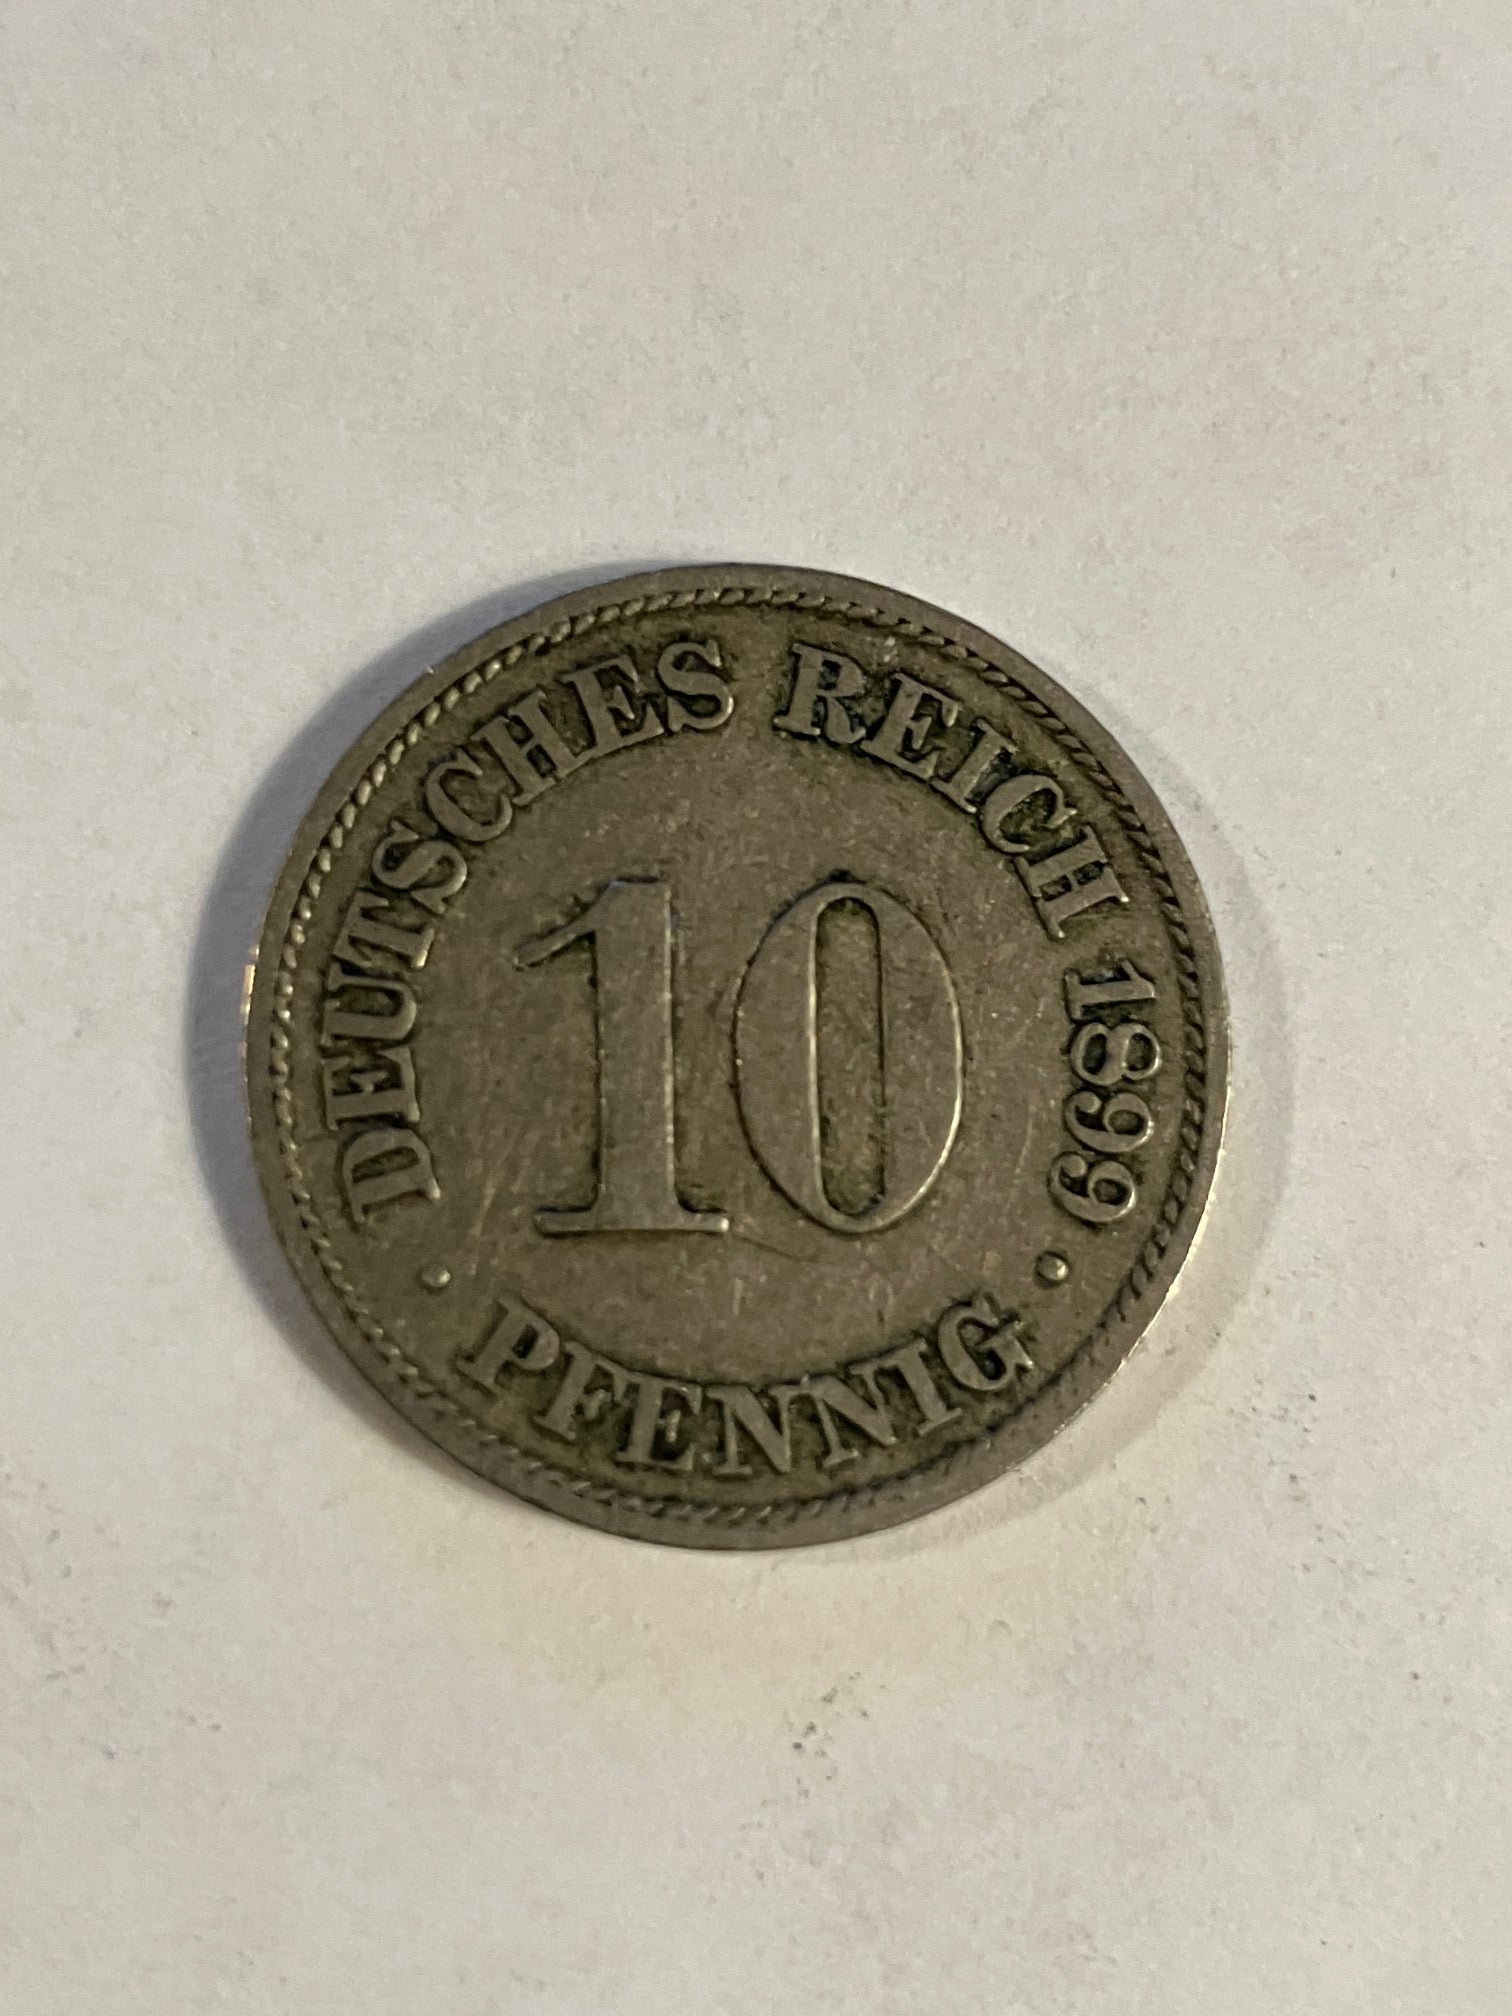 DEUTSCHES REICH 1899
10
• PFENNIG •